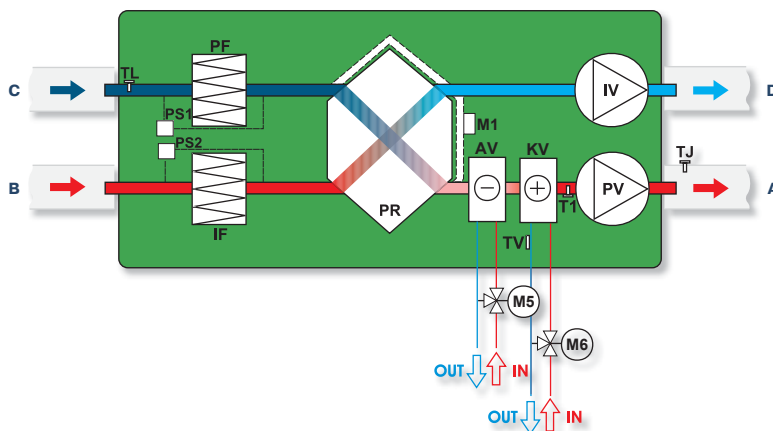 PF
C
TL
IV
D
PS1
M1
PS2
AV
KV
TJ
B
A
PR
T1
PV
IF
TV
M5
M6
OUT
IN
OUT
IN